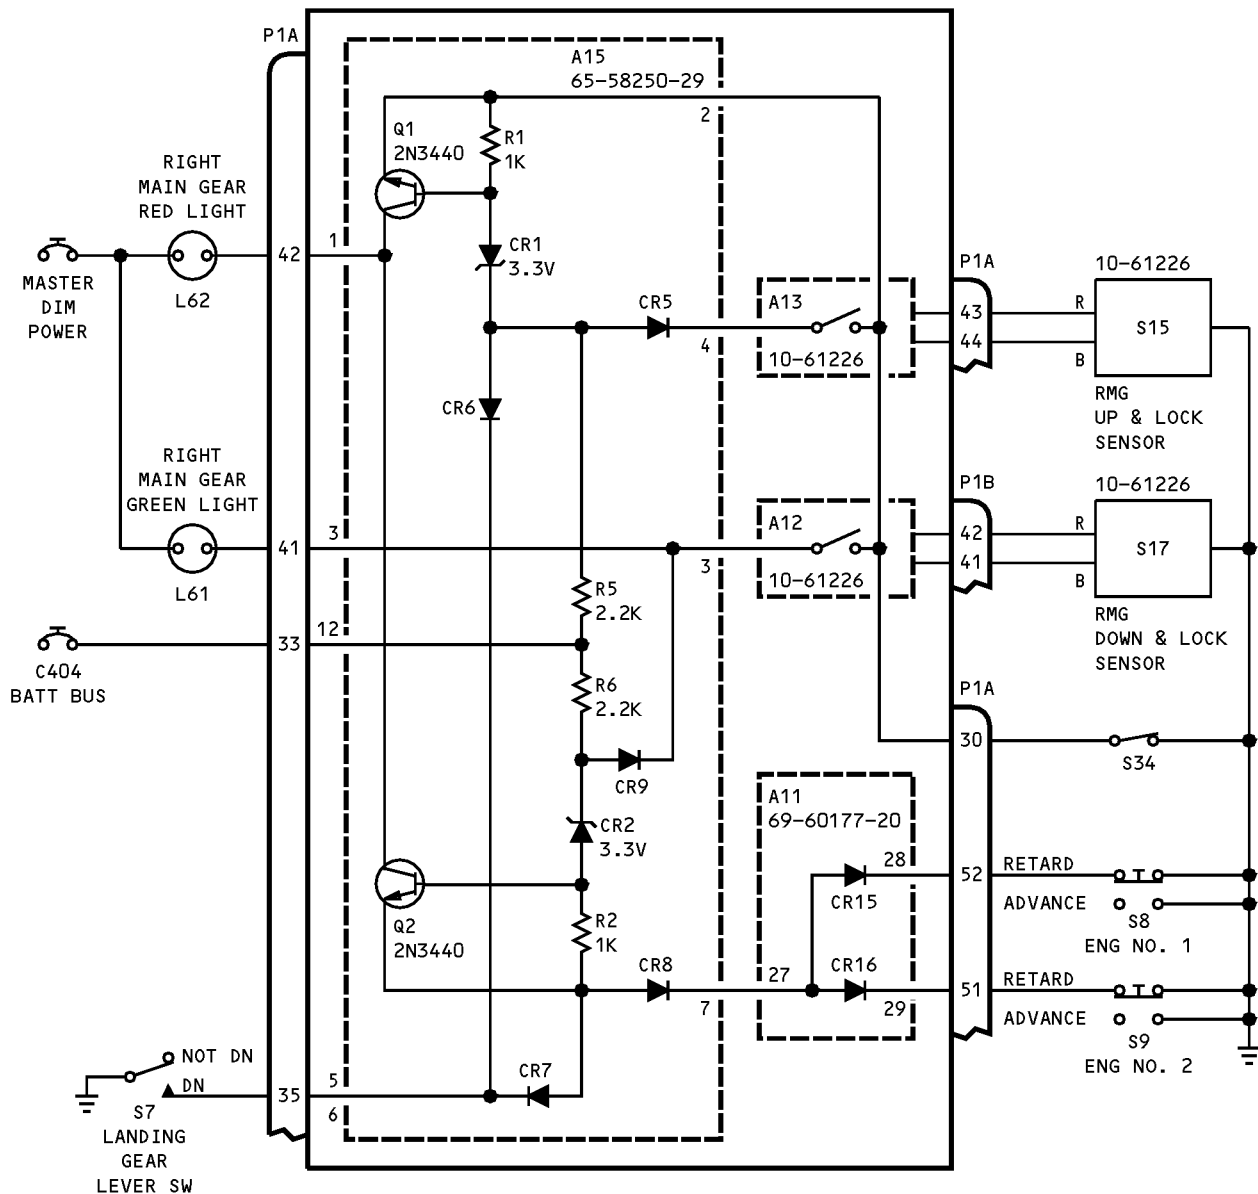 P1A
A15
65-58250-29
2
Q1
2N3440
R1
1K
RIGHT
MAIN GEAR
RED LIGHT
1
42
CR1
3.3V
MASTER
DIM
POWER
L62
CR5
4
A13
10-61226
P1A
43
44
R
B
10-61226
S15
RMG
UP & LOCK
SENSOR
CR6
RIGHT
MAIN GEAR
GREEN LIGHT
3
41
L61
3
A12
10-61226
P1B
42
41
R
B
10-61226
S17
RMG
DOWN & LOCK
SENSOR
R5
2.2K
12
33
C404
BATT BUS
R6
2.2K
P1A
30
S34
CR9
CR2
3.3V
A11
69-60177-20
28
CR15
52
RETARD
ADVANCE
S8
ENG NO. 1
Q2
2N3440
R2
1K
CR8
7
27
CR16
29
51
RETARD
ADVANCE
S9
ENG NO. 2
NOT DN
DN
S7
LANDING
GEAR
LEVER SW
35
5
6
CR7